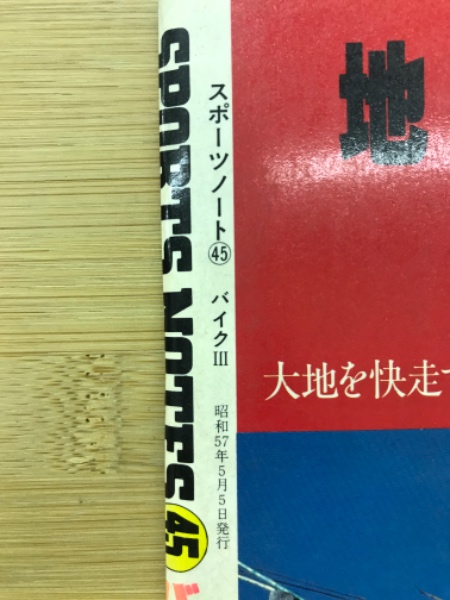 SPORTS NOTES 45
スポーツノート㊺ バイクIII
昭和57年5月5日発行
地
大地を快走